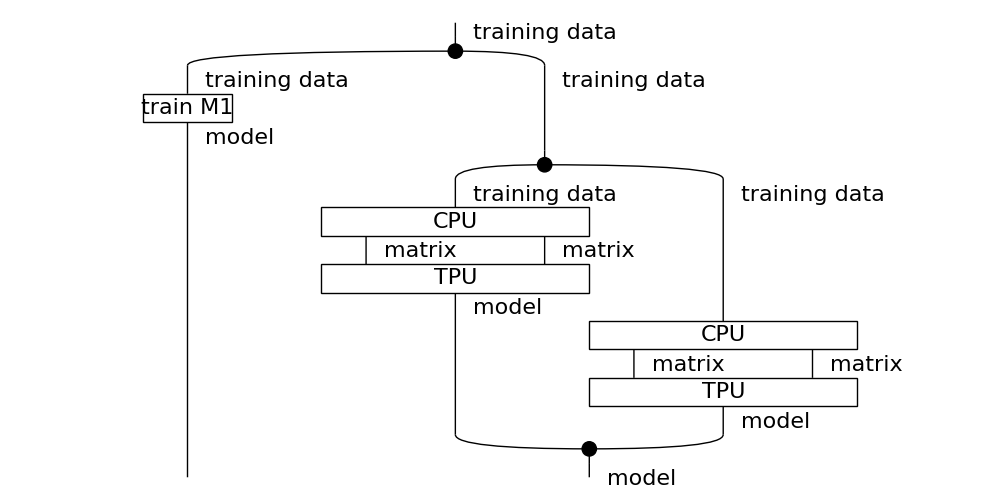 training data
training data
training data
train M1
model
training data
training data
CPU
matrix
matrix
TPU
model
CPU
matrix
matrix
TPU
model
model